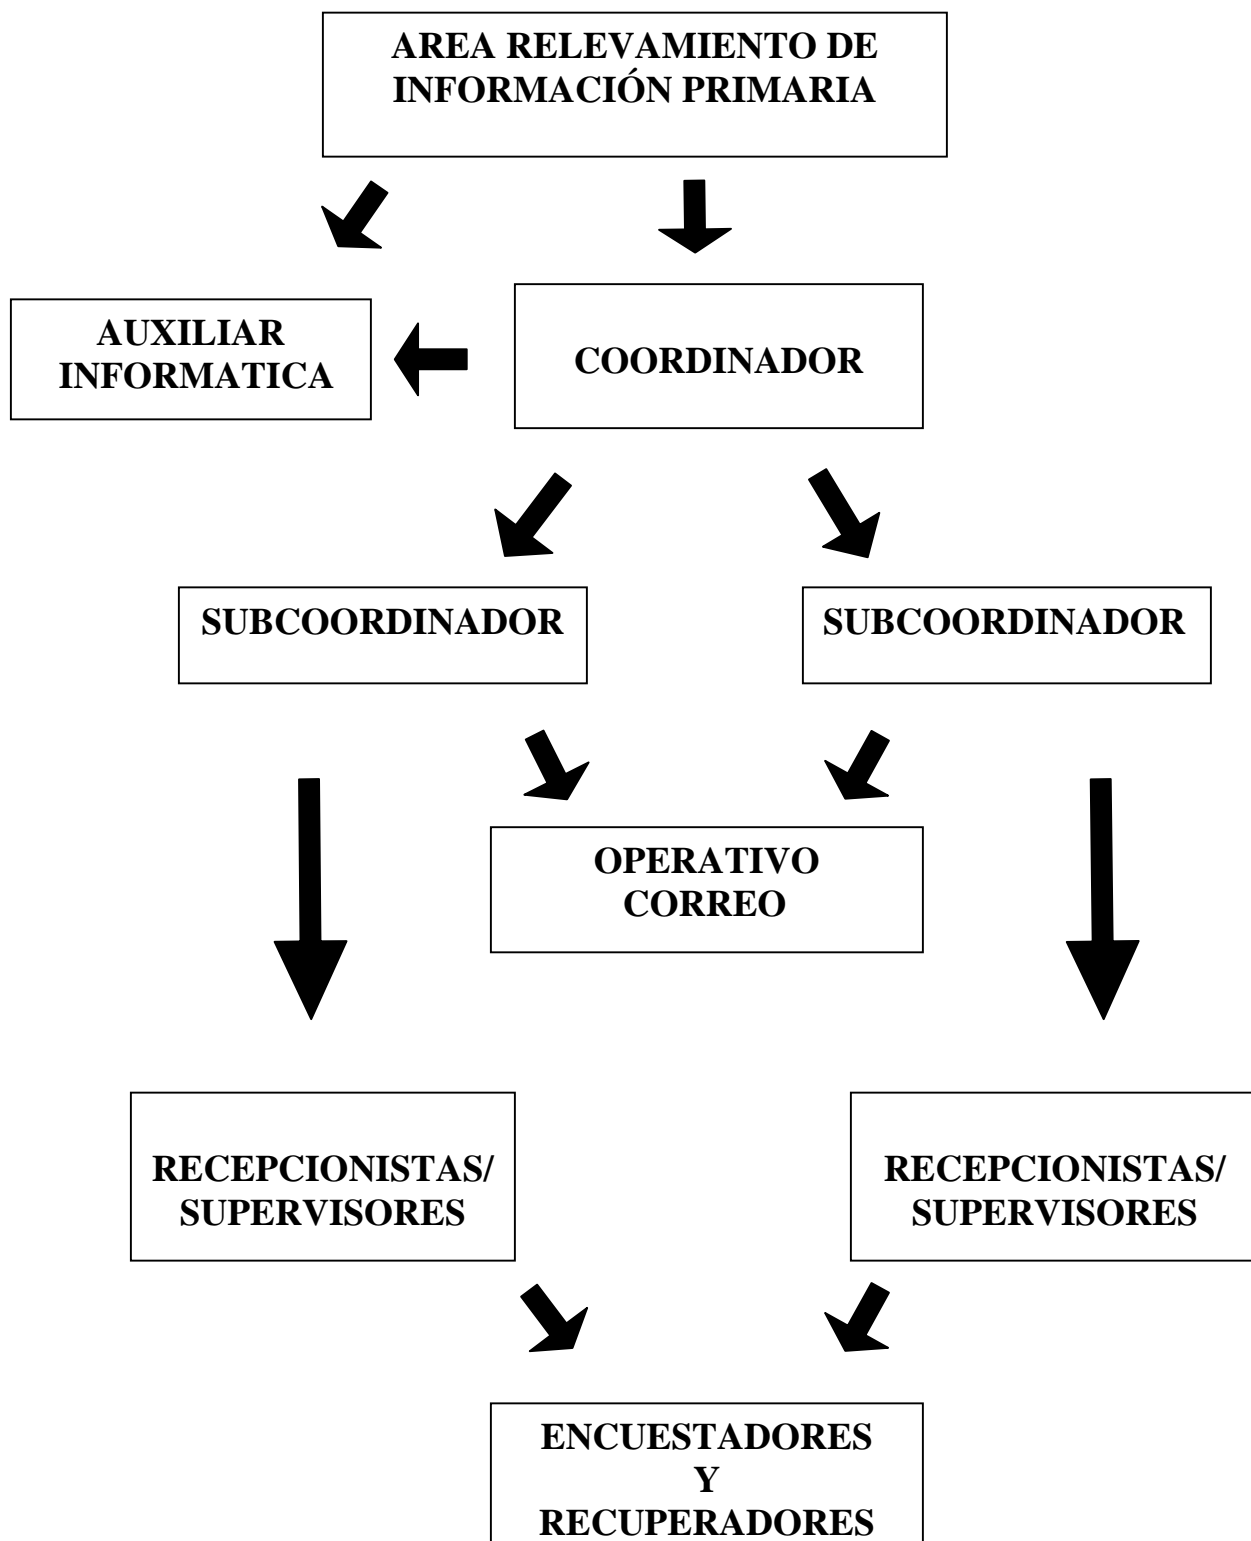 AREA RELEVAMIENTO DE
INFORMACIÓN PRIMARIA
AUXILIAR
INFORMATICA
COORDINADOR
SUBCOORDINADOR
SUBCOORDINADOR
OPERATIVO
CORREO
RECEPCIONISTAS/
SUPERVISORES
RECEPCIONISTAS/
SUPERVISORES
ENCUESTADORES
Y
RECUPERADORES